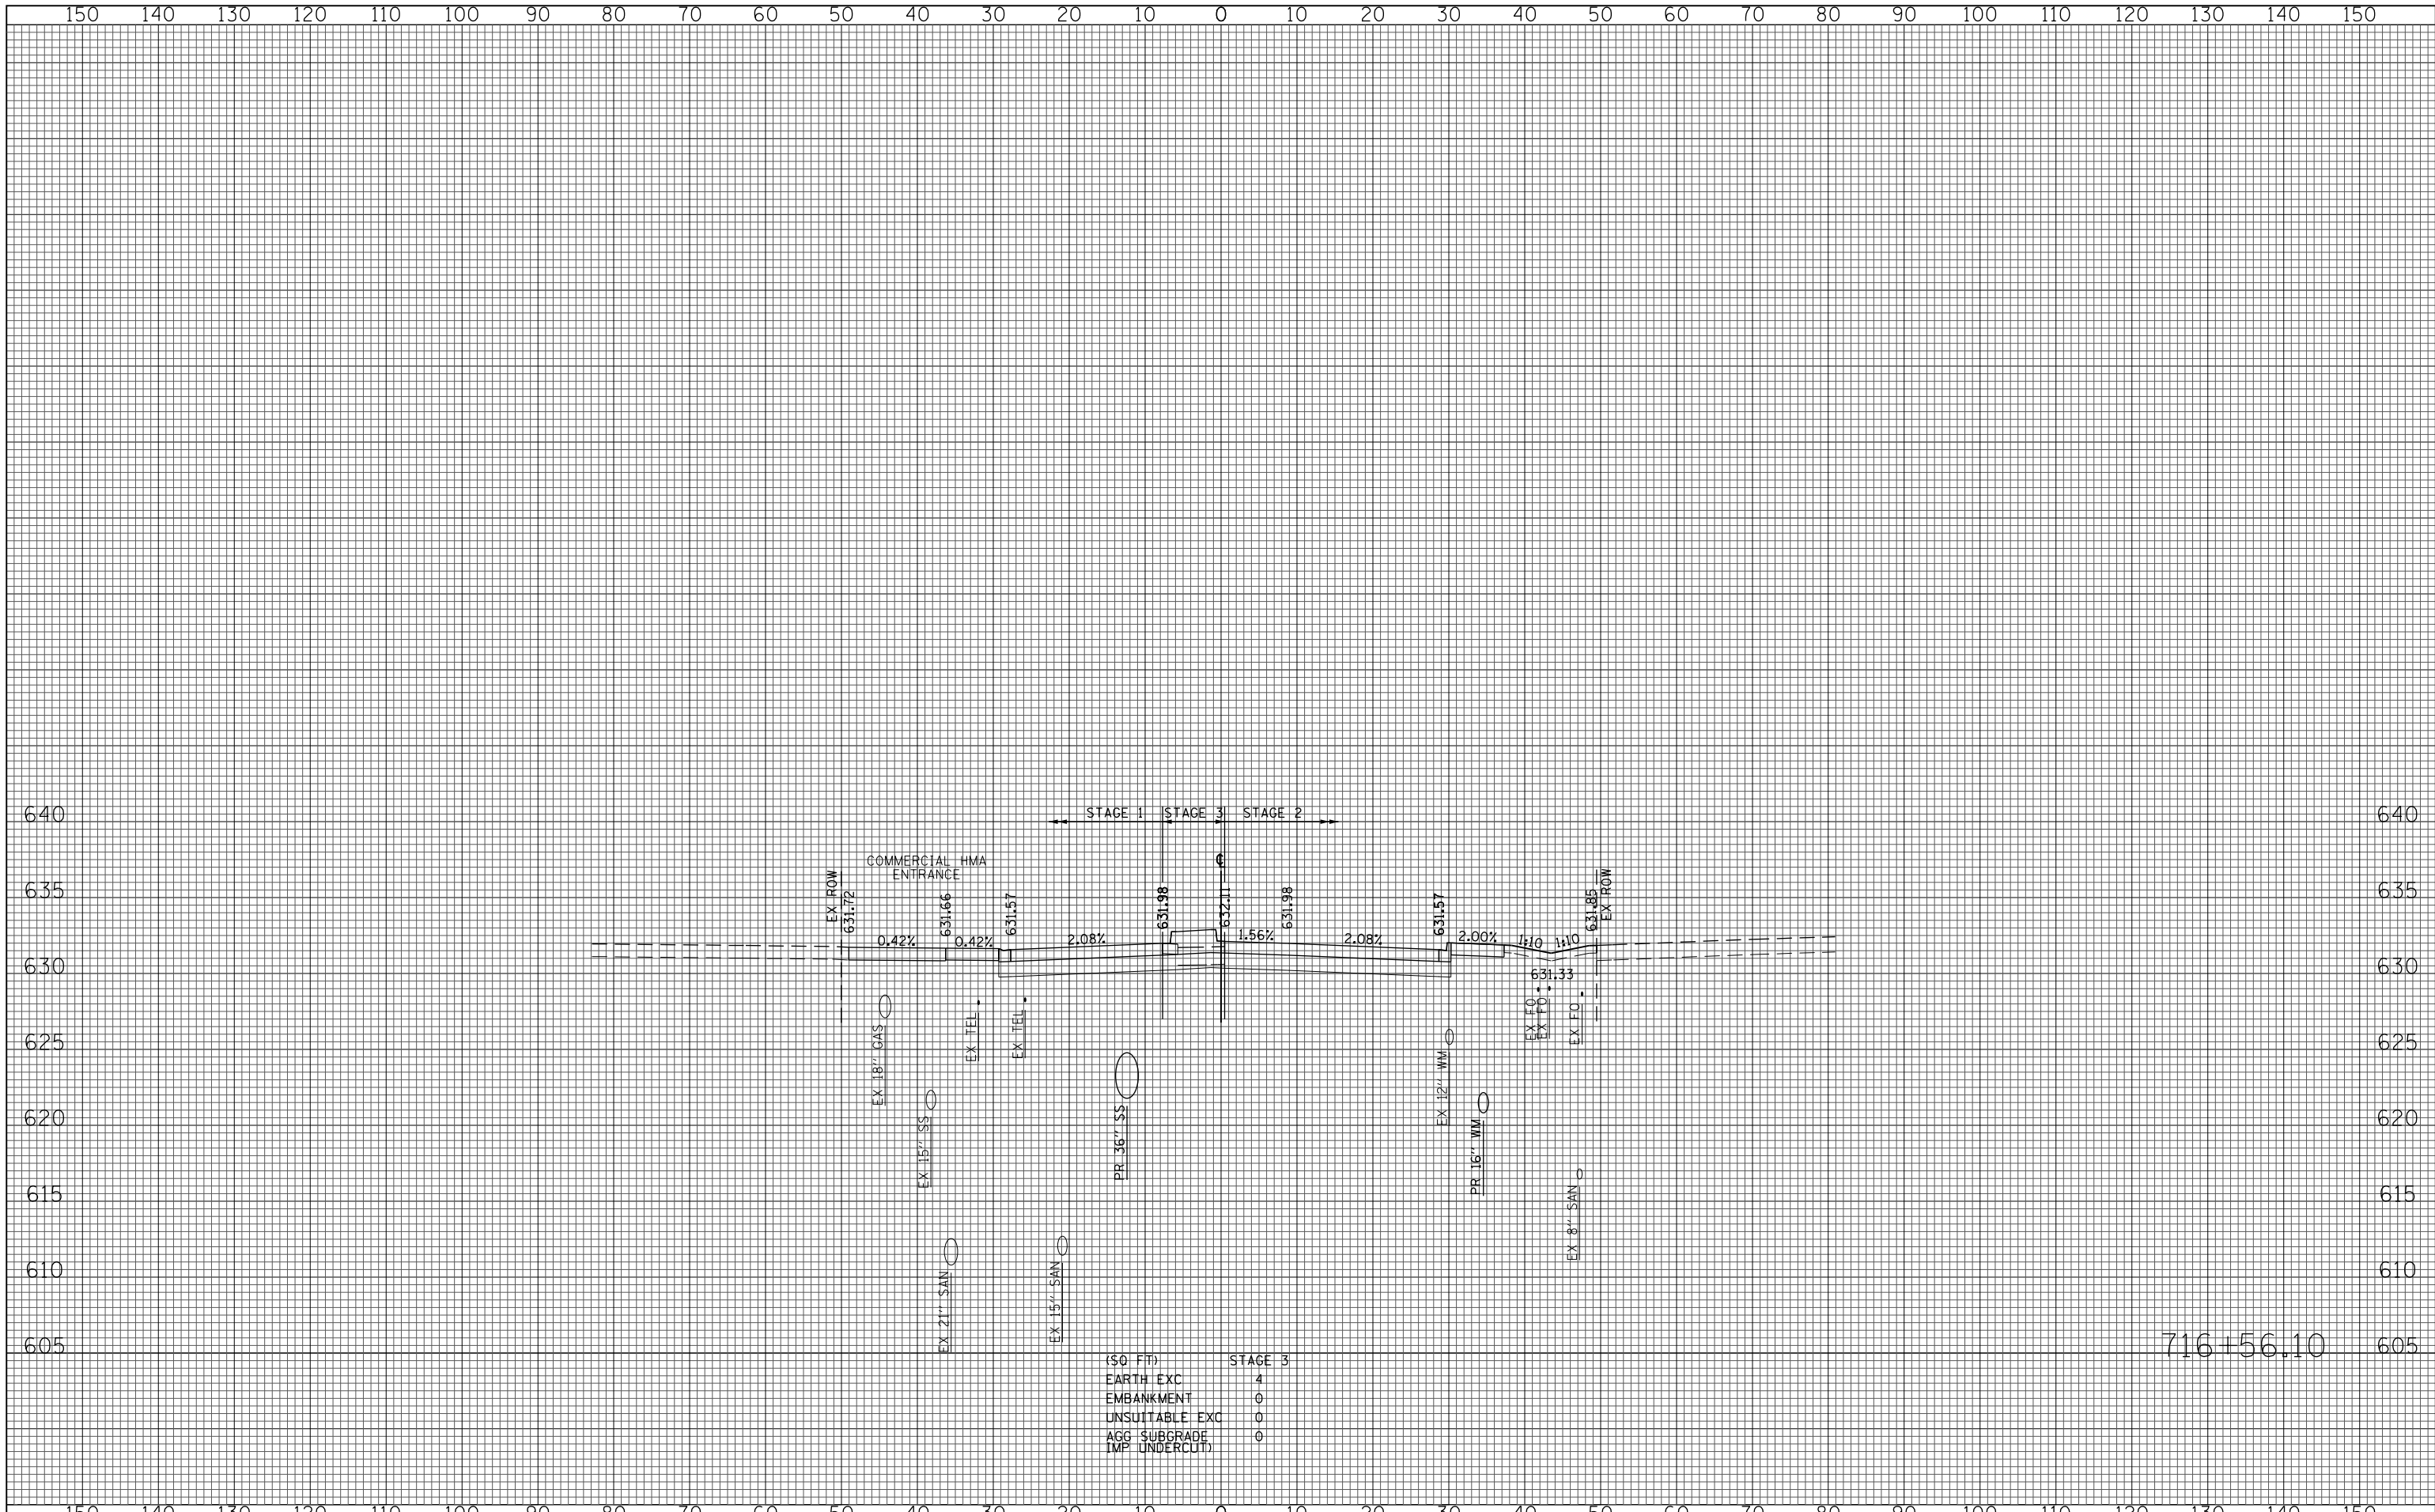 150 140 130 120 110 100 90 80 70 60 50 40 30 20 10 0 10 20 30 40 50 60 70 80 90 100 110 120 130 140 150
640 STAGE 1 STAGE 3 STAGE 2 640
COMMERCIAL HMA
ENTRANCE
℄
635 635
EX ROW
631.72
631.66
631.57
631.98
632.11
631.98
631.57
631.85
EX ROW
0.42% 0.42% 2.08% 1.56% 2.08% 2.00% 1:10 1:10
630 631.33 630
EX 18'' GAS
EX TEL
EX TEL
EX FO
EX FO
EX FO
625 625
EX 15'' SS
PR 36'' SS
EX 12'' WM
PR 16'' WM
620 620
615 615
EX 8'' SAN
EX 21'' SAN
EX 15'' SAN
610 610
605 716+56.10 605
(SQ FT) STAGE 3
EARTH EXC 4
EMBANKMENT 0
UNSUITABLE EXC 0
AGG SUBGRADE 0
IMP UNDERCUT)
150 140 130 120 110 100 90 80 70 60 50 40 30 20 10 0 10 20 30 40 50 60 70 80 90 100 110 120 130 140 150